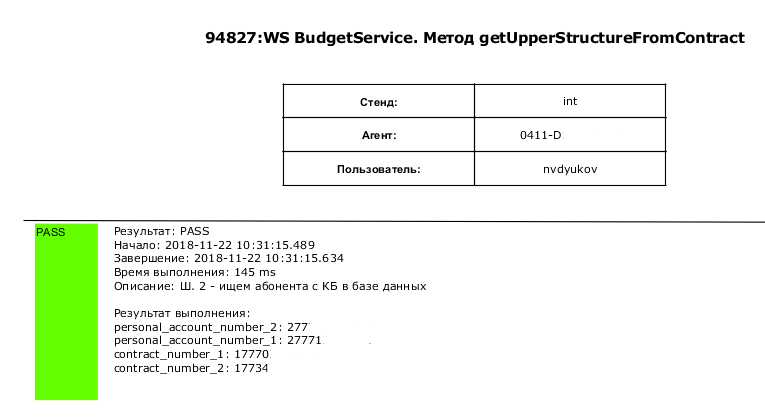 94827:WS BudgetService. Метод getUpperStructureFromContract
Стенд: int
Агент: 0411-D
Пользователь: nvdyukov
PASS
Результат: PASS
Начало: 2018-11-22 10:31:15.489
Завершение: 2018-11-22 10:31:15.634
Время выполнения: 145 ms
Описание: Ш. 2 - ищем абонента с КБ в базе данных
Результат выполнения:
personal_account_number_2: 277
personal_account_number_1: 27771
contract_number_1: 17770
contract_number_2: 17734